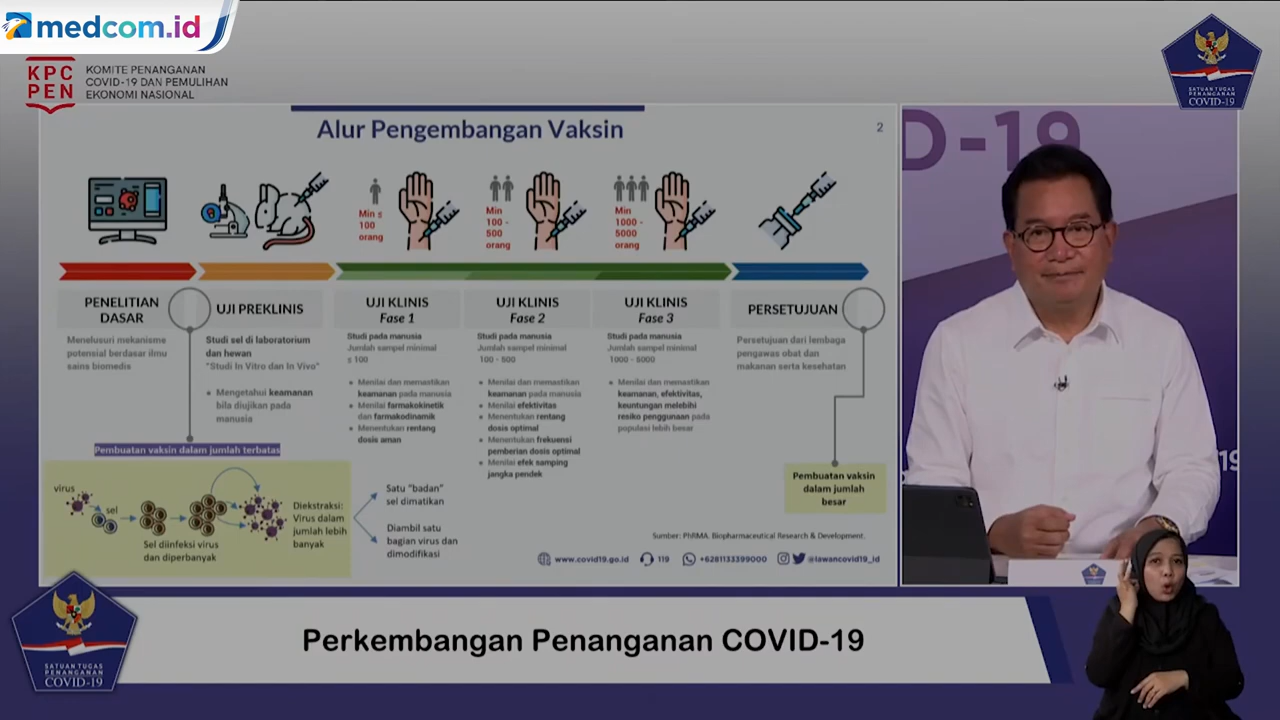 medcom.id
KPC
PEN
KOMITE PENANGANAN
COVID-19 DAN PEMULIHAN
EKONOMI NASIONAL
SATUAN TUGAS
PENANGANAN
COVID-19
Alur Pengembangan Vaksin
2
D-19
Min ≤
100
orang
Min
100 -
500
orang
Min
1000 -
5000
orang
PENELITIAN
DASAR
Menelusuri mekanisme
potensial berdasar ilmu
sains biomedis
UJI PREKLINIS
Studi sel di laboratorium
dan hewan
"Studi In Vitro dan In Vivo"
Mengetahui keamanan
bila diujikan pada
manusia
UJI KLINIS
Fase 1
Studi pada manusia
Jumlah sampel minimal
≤ 100
Menilai dan memastikan
keamanan pada manusia
Menilai farmakokinetik
dan farmakodinamik
Menentukan rentang
dosis aman
UJI KLINIS
Fase 2
Studi pada manusia
Jumlah sampel minimal
100 - 500
Menilai dan memastikan
keamanan pada manusia
Menilai efektivitas
Menentukan rentang
dosis optimal
Menentukan frekuensi
pemberian dosis optimal
Menilai efek samping
jangka pendek
UJI KLINIS
Fase 3
Studi pada manusia
Jumlah sampel minimal
1000 - 5000
Menilai dan memastikan
keamanan, efektivitas,
keuntungan melebihi
resiko penggunaan pada
populasi lebih besar
PERSETUJUAN
Persetujuan dari lembaga
pengawas obat dan
makanan serta kesehatan
Pembuatan vaksin dalam jumlah terbatas
virus
sel
Sel diinfeksi virus
dan diperbanyak
Diekstraksi:
Virus dalam
jumlah lebih
banyak
Satu "badan"
sel dimatikan
Diambil satu
bagian virus dan
dimodifikasi
Pembuatan vaksin
dalam jumlah
besar
Sumber: PhRMA. Biopharmaceutical Research & Development.
www.covid19.go.id
119
+6281133399000
@lawancovid19_id
19
SATUAN TUGAS
PENANGANAN
COVID-19
Perkembangan Penanganan COVID-19